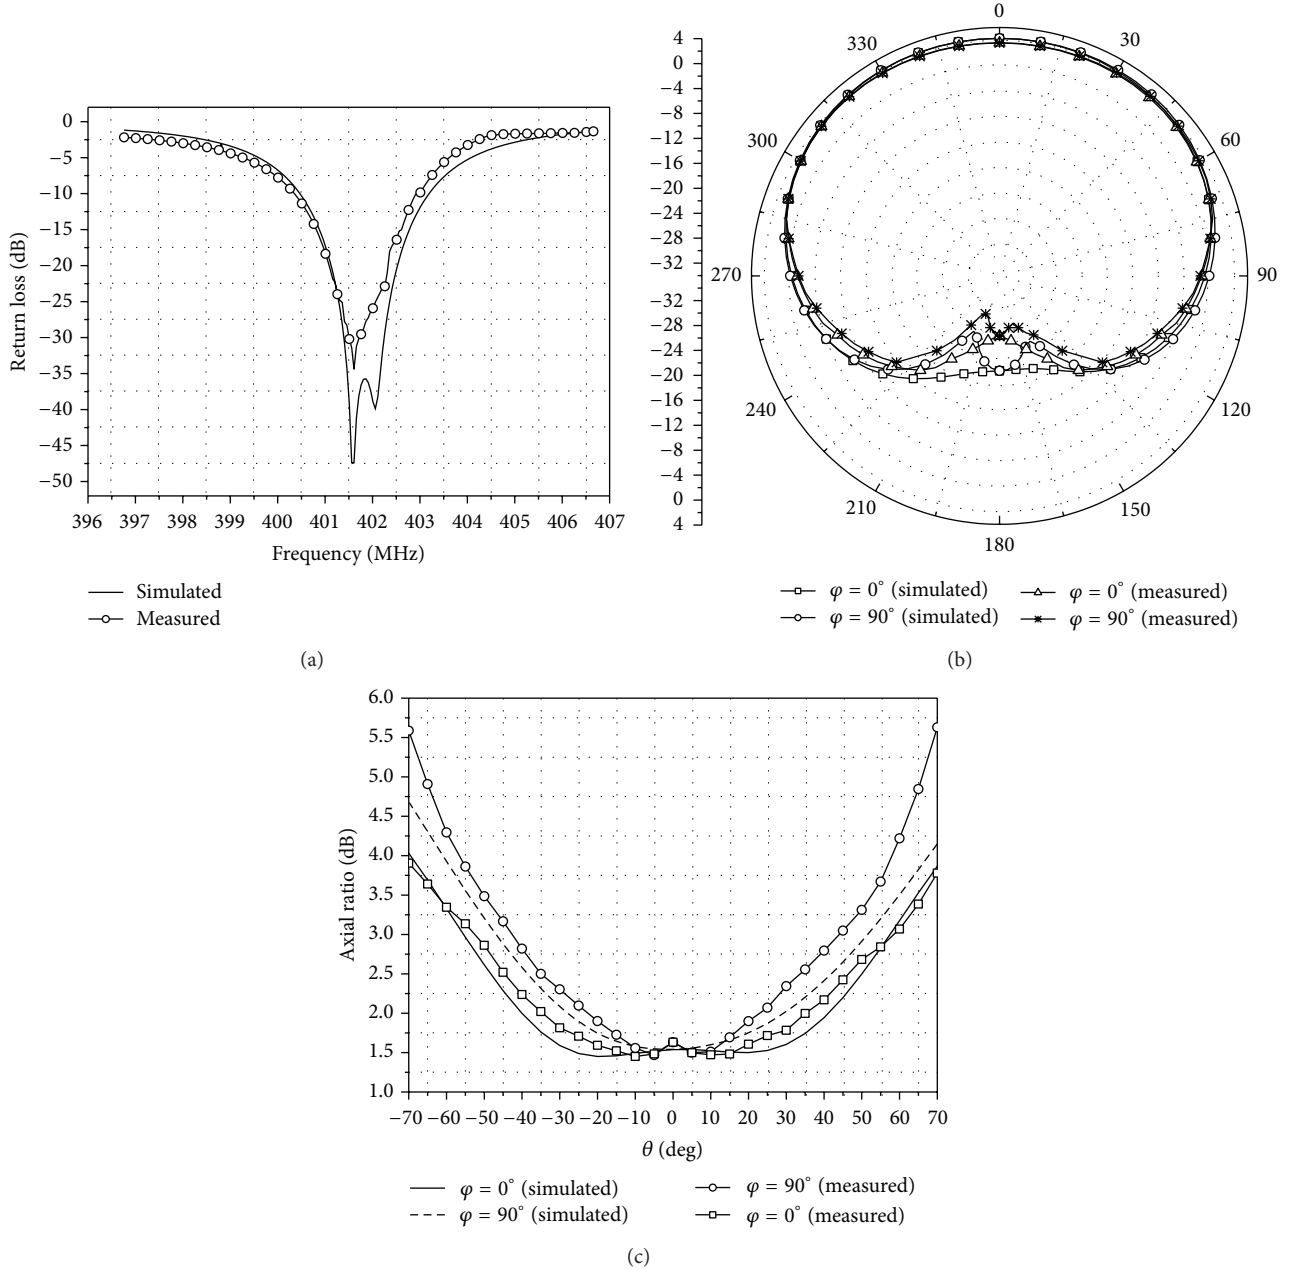 0
−5
−10
−15
−20
−25
−30
−35
−40
−45
−50
Return loss (dB)
396 397 398 399 400 401 402 403 404 405 406 407
Frequency (MHz)
Simulated
Measured
(a)
4
0
−4
−8
−12
−16
−20
−24
−28
−32
−32
−28
−24
−20
−16
−12
−8
−4
0
4
0
30
60
90
120
150
180
210
240
270
300
330
φ = 0° (simulated)
φ = 90° (simulated)
φ = 0° (measured)
φ = 90° (measured)
(b)
6.0
5.5
5.0
4.5
4.0
3.5
3.0
2.5
2.0
1.5
1.0
Axial ratio (dB)
−70 −60 −50 −40 −30 −20 −10 0 10 20 30 40 50 60 70
θ (deg)
φ = 0° (simulated)
φ = 90° (simulated)
φ = 90° (measured)
φ = 0° (measured)
(c)